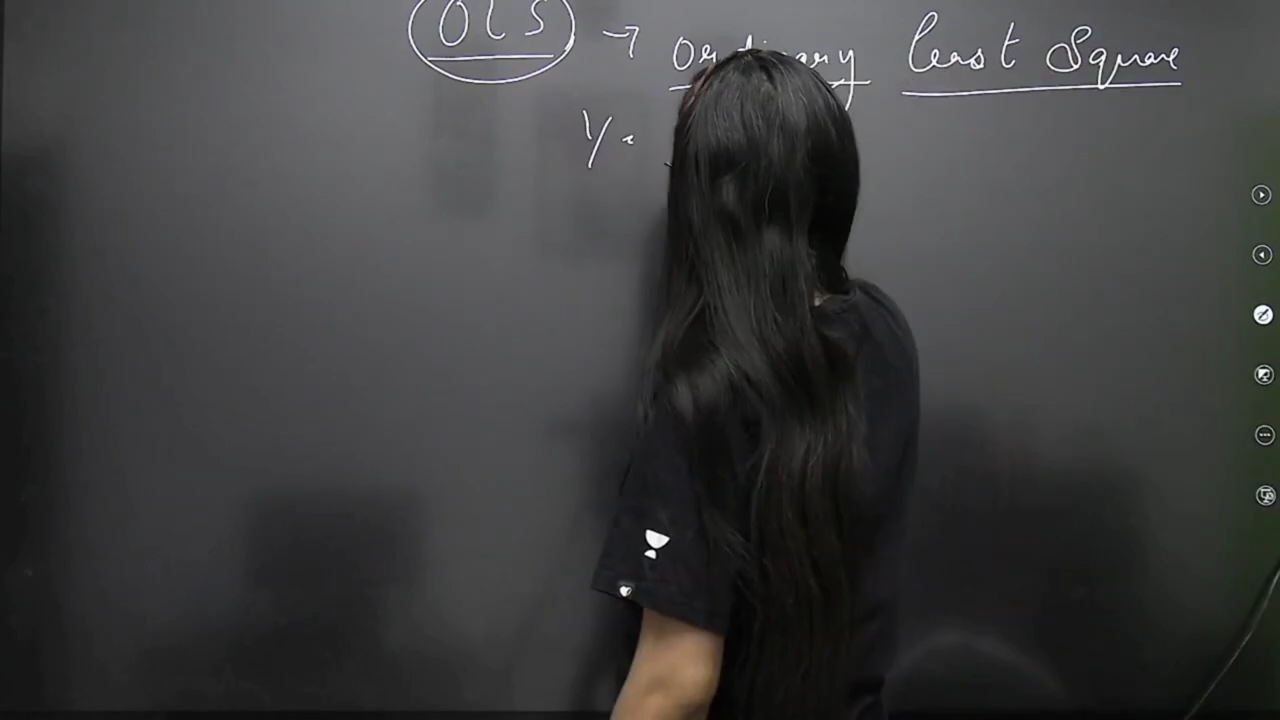 OLS → Ordinary least Square
Y =